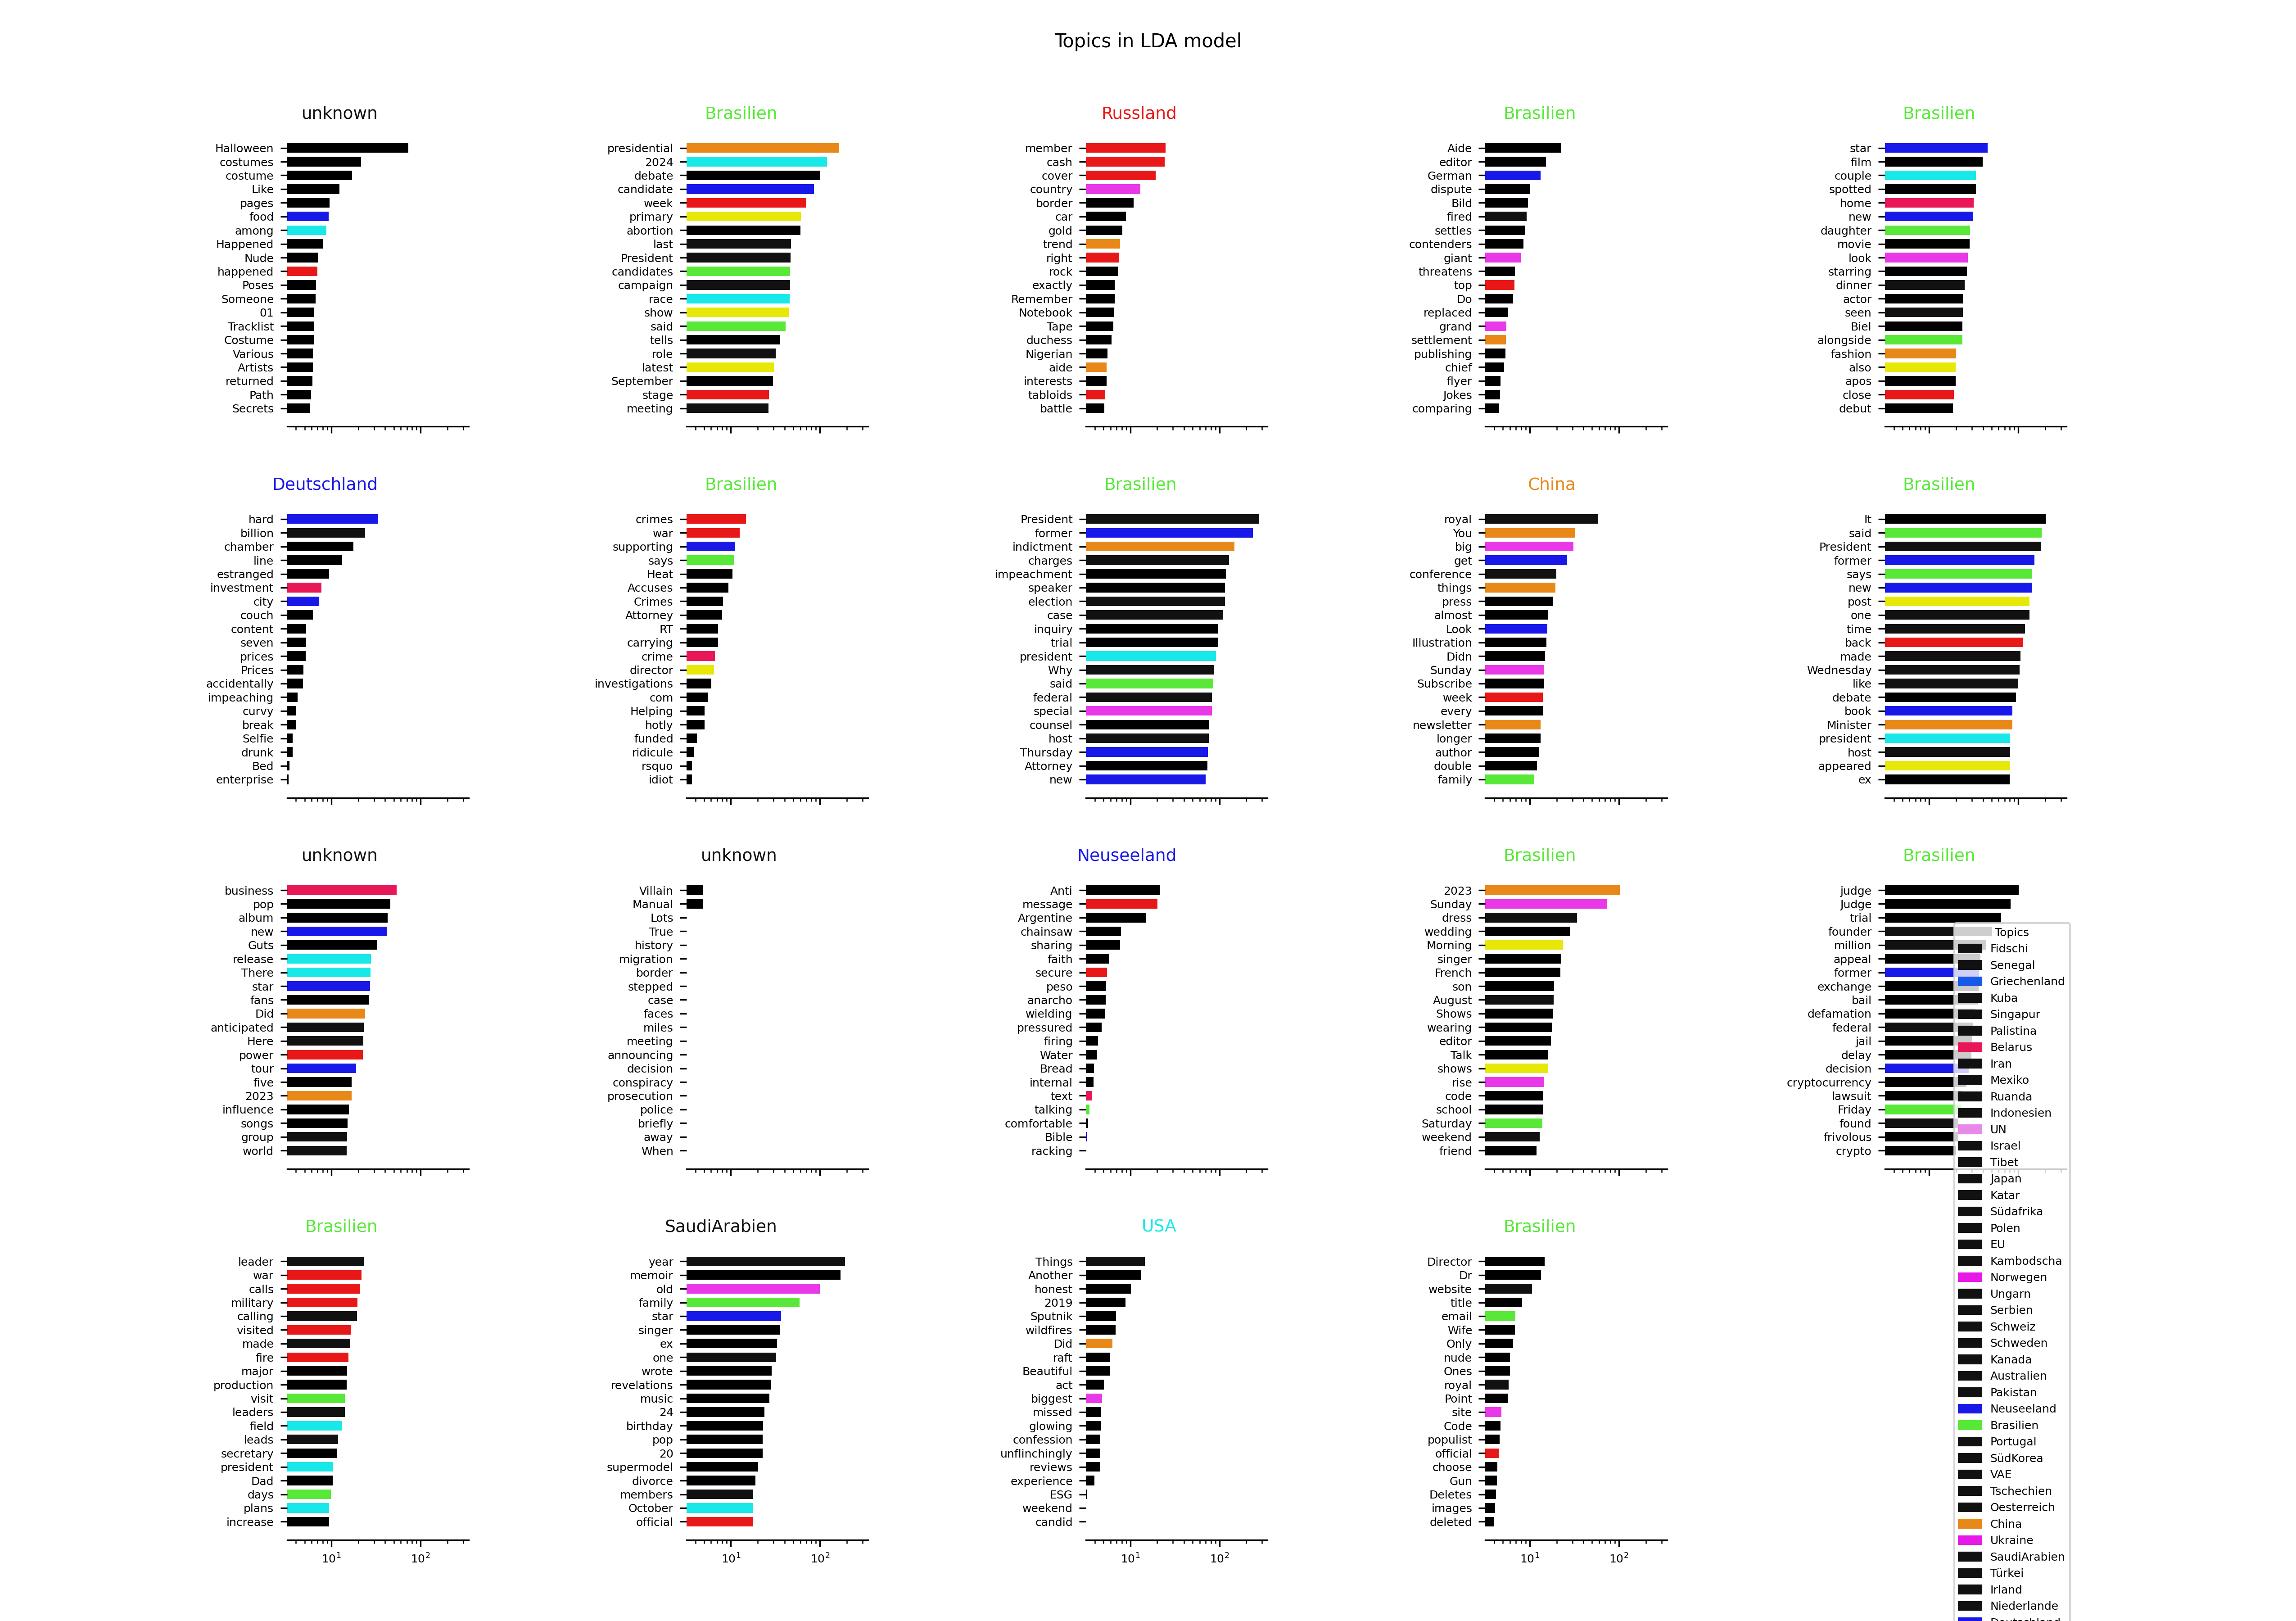 Topics in LDA model
unknown
Halloween
costumes
costume
Like
pages
food
among
Happened
Nude
happened
Poses
Someone
01
Tracklist
Costume
Various
Artists
returned
Path
Secrets
Brasilien
presidential
2024
debate
candidate
week
primary
abortion
last
President
candidates
campaign
race
show
said
tells
role
latest
September
stage
meeting
Russland
member
cash
cover
country
border
car
gold
trend
right
rock
exactly
Remember
Notebook
Tape
duchess
Nigerian
aide
interests
tabloids
battle
Brasilien
Aide
editor
German
dispute
Bild
fired
settles
contenders
giant
threatens
top
Do
replaced
grand
settlement
publishing
chief
flyer
Jokes
comparing
Brasilien
star
film
couple
spotted
home
new
daughter
movie
look
starring
dinner
actor
seen
Biel
alongside
fashion
also
apos
close
debut
Deutschland
hard
billion
chamber
line
estranged
investment
city
couch
content
seven
prices
Prices
accidentally
impeaching
curvy
break
Selfie
drunk
Bed
enterprise
Brasilien
crimes
war
supporting
says
Heat
Accuses
Crimes
Attorney
RT
carrying
crime
director
investigations
com
Helping
hotly
funded
ridicule
rsquo
idiot
Brasilien
President
former
indictment
charges
impeachment
speaker
election
case
inquiry
trial
president
Why
said
federal
special
counsel
host
Thursday
Attorney
new
China
royal
You
big
get
conference
things
press
almost
Look
Illustration
Didn
Sunday
Subscribe
week
every
newsletter
longer
author
double
family
Brasilien
It
said
President
former
says
new
post
one
time
back
made
Wednesday
like
debate
book
Minister
president
host
appeared
ex
unknown
business
pop
album
new
Guts
release
There
star
fans
Did
anticipated
Here
power
tour
five
2023
influence
songs
group
world
unknown
Villain
Manual
Lots
True
history
migration
border
stepped
case
faces
miles
meeting
announcing
decision
conspiracy
prosecution
police
briefly
away
When
Neuseeland
Anti
message
Argentine
chainsaw
sharing
faith
secure
peso
anarcho
wielding
pressured
firing
Water
Bread
internal
text
talking
comfortable
Bible
racking
Brasilien
2023
Sunday
dress
wedding
Morning
singer
French
son
August
Shows
wearing
editor
Talk
shows
rise
code
school
Saturday
weekend
friend
Brasilien
judge
Judge
trial
founder
million
appeal
former
exchange
bail
defamation
federal
jail
delay
decision
cryptocurrency
lawsuit
Friday
found
frivolous
crypto
Brasilien
leader
war
calls
military
calling
visited
made
fire
major
production
visit
leaders
field
leads
secretary
president
Dad
days
plans
increase
10¹ 10²
SaudiArabien
year
memoir
old
family
star
singer
ex
one
wrote
revelations
music
24
birthday
pop
20
supermodel
divorce
members
October
official
10¹ 10²
USA
Things
Another
honest
2019
Sputnik
wildfires
Did
raft
Beautiful
act
biggest
missed
glowing
confession
unflinchingly
reviews
experience
ESG
weekend
candid
10¹ 10²
Brasilien
Director
Dr
website
title
email
Wife
Only
nude
Ones
royal
Point
site
Code
populist
official
choose
Gun
Deletes
images
deleted
10¹ 10²
Topics
Fidschi
Senegal
Griechenland
Kuba
Singapur
Palistina
Belarus
Iran
Mexiko
Ruanda
Indonesien
UN
Israel
Tibet
Japan
Katar
Südafrika
Polen
EU
Kambodscha
Norwegen
Ungarn
Serbien
Schweiz
Schweden
Kanada
Australien
Pakistan
Neuseeland
Brasilien
Portugal
SüdKorea
VAE
Tschechien
Oesterreich
China
Ukraine
SaudiArabien
Türkei
Irland
Niederlande